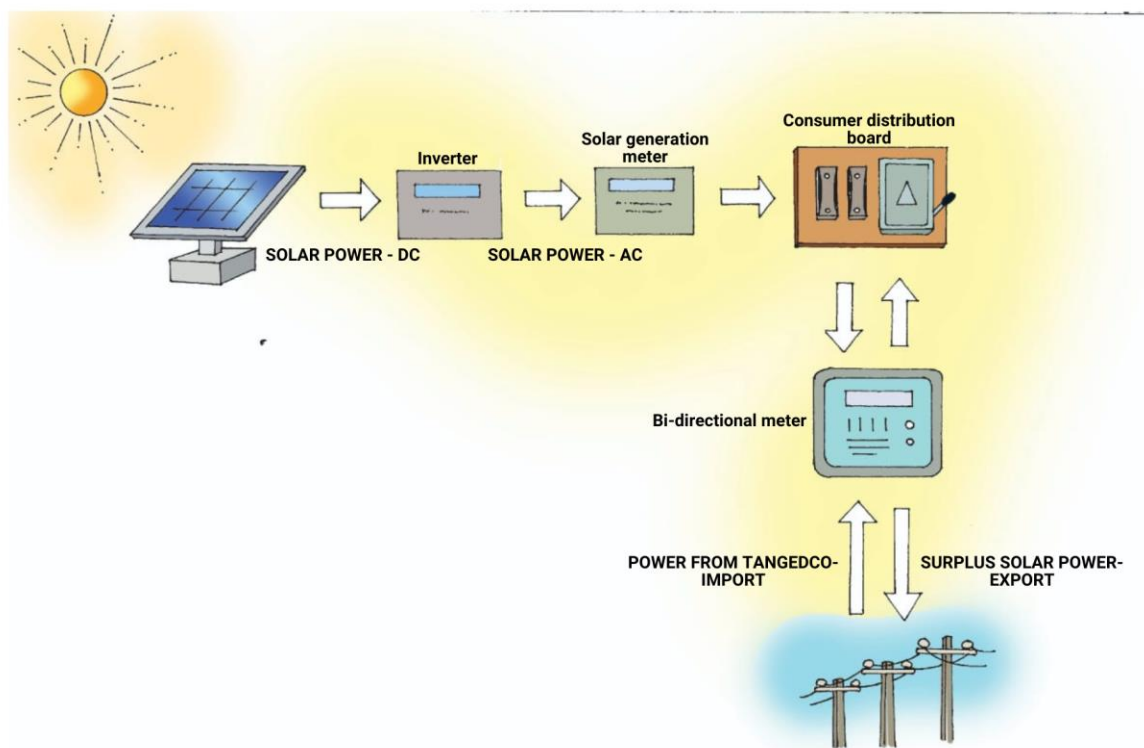 Consumer distribution
board
Solar generation
meter
Inverter
SOLAR POWER - DC
SOLAR POWER - AC
Bi-directional meter
POWER FROM TANGEDCO-
IMPORT
SURPLUS SOLAR POWER-
EXPORT